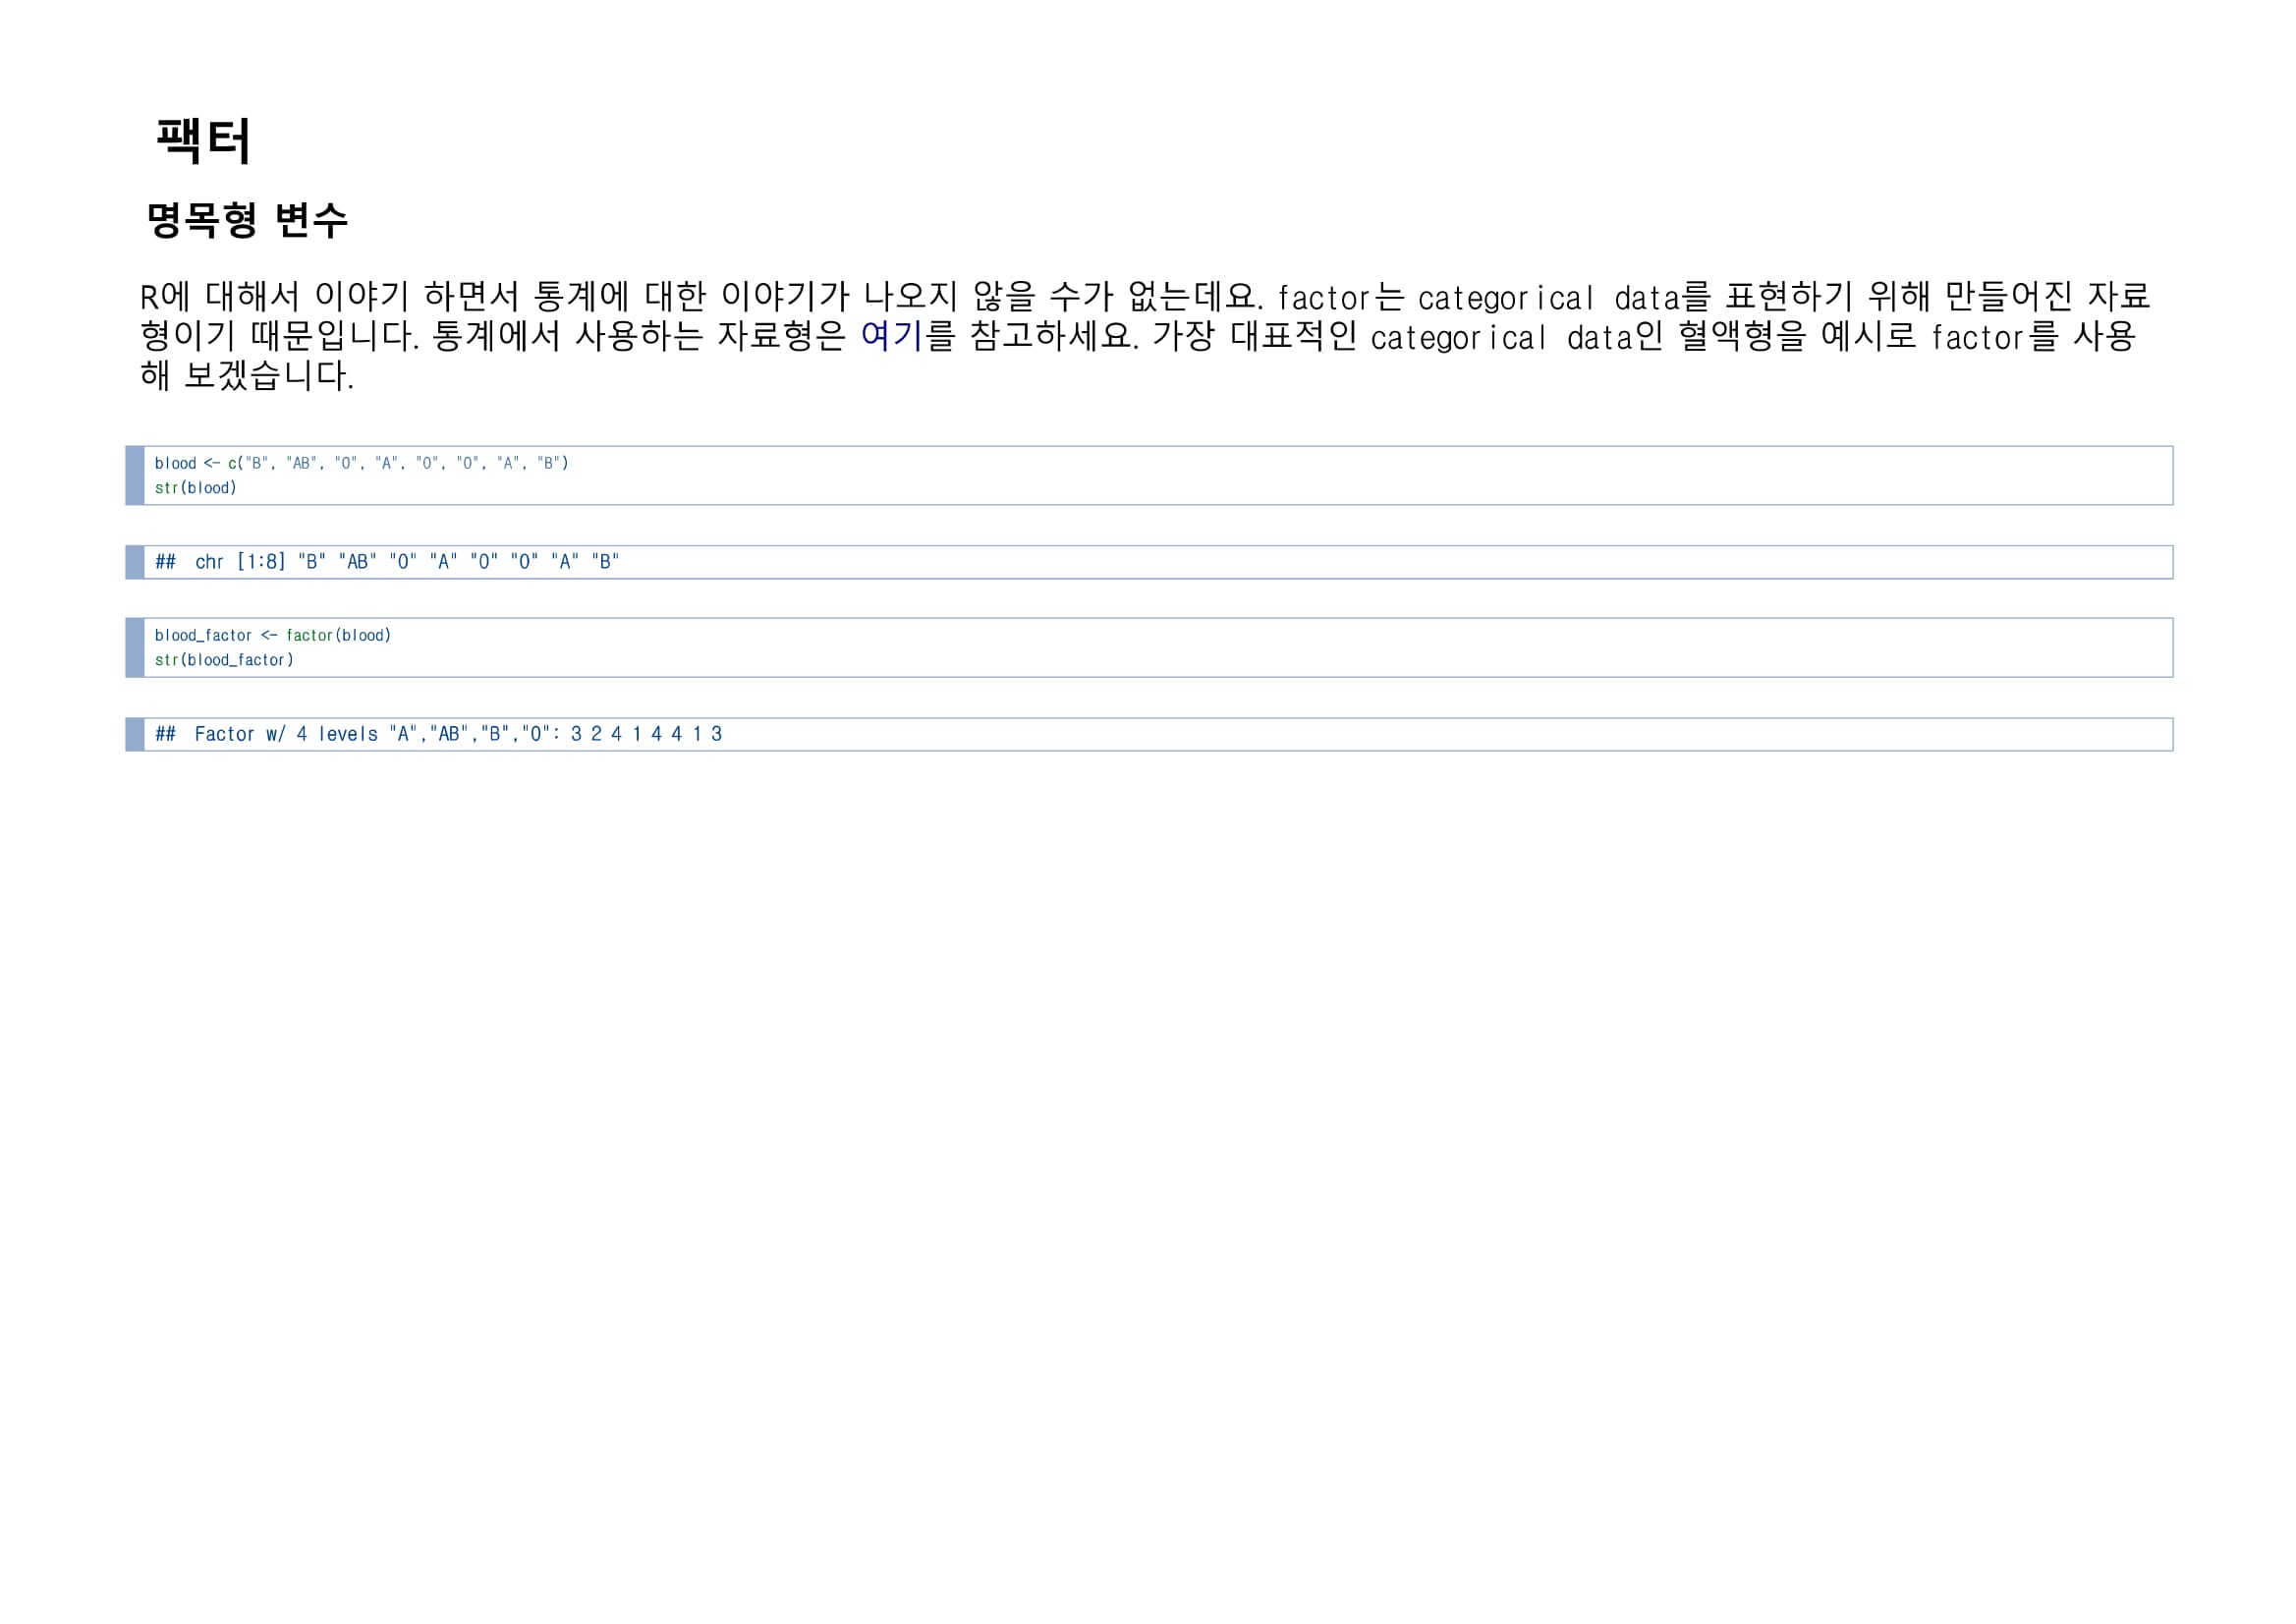 팩터
명목형 변수
R에 대해서 이야기 하면서 통계에 대한 이야기가 나오지 않을 수가 없는데요. factor는 categorical data를 표현하기 위해 만들어진 자료
형이기 때문입니다. 통계에서 사용하는 자료형은 여기를 참고하세요. 가장 대표적인 categorical data인 혈액형을 예시로 factor를 사용
해 보겠습니다.
blood <- c("B", "AB", "O", "A", "O", "O", "A", "B")
str(blood)
##  chr [1:8] "B" "AB" "O" "A" "O" "O" "A" "B"
blood_factor <- factor(blood)
str(blood_factor)
##  Factor w/ 4 levels "A","AB","B","O": 3 2 4 1 4 4 1 3